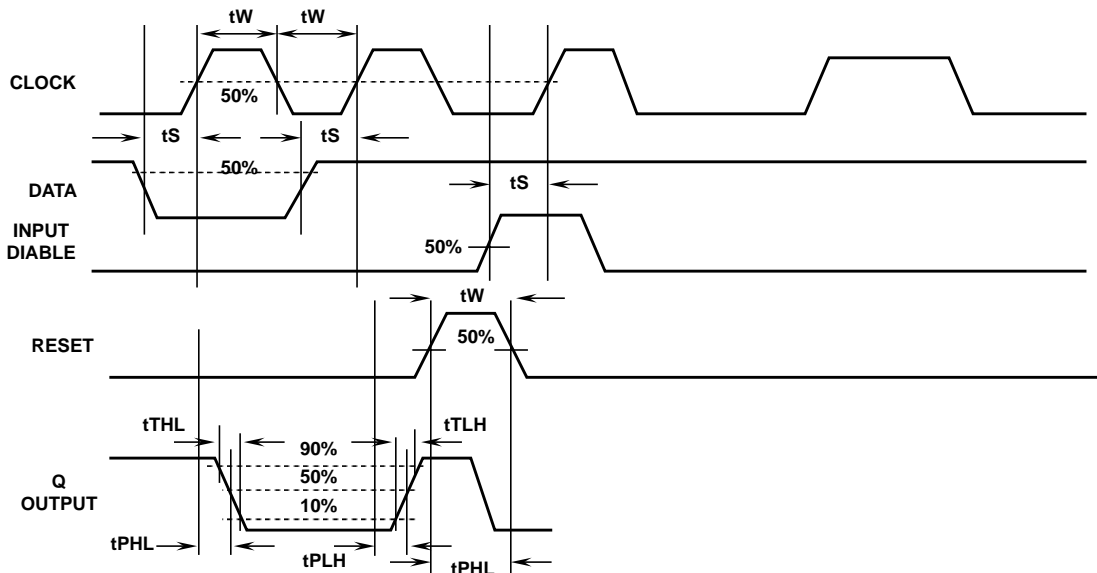 tW tW
CLOCK
50%
tS tS
50%
DATA
tS
INPUT
DIABLE
50%
tW
RESET
50%
tTHL tTLH
90%
50%
Q
OUTPUT
10%
tPHL
tPLH
tPHL